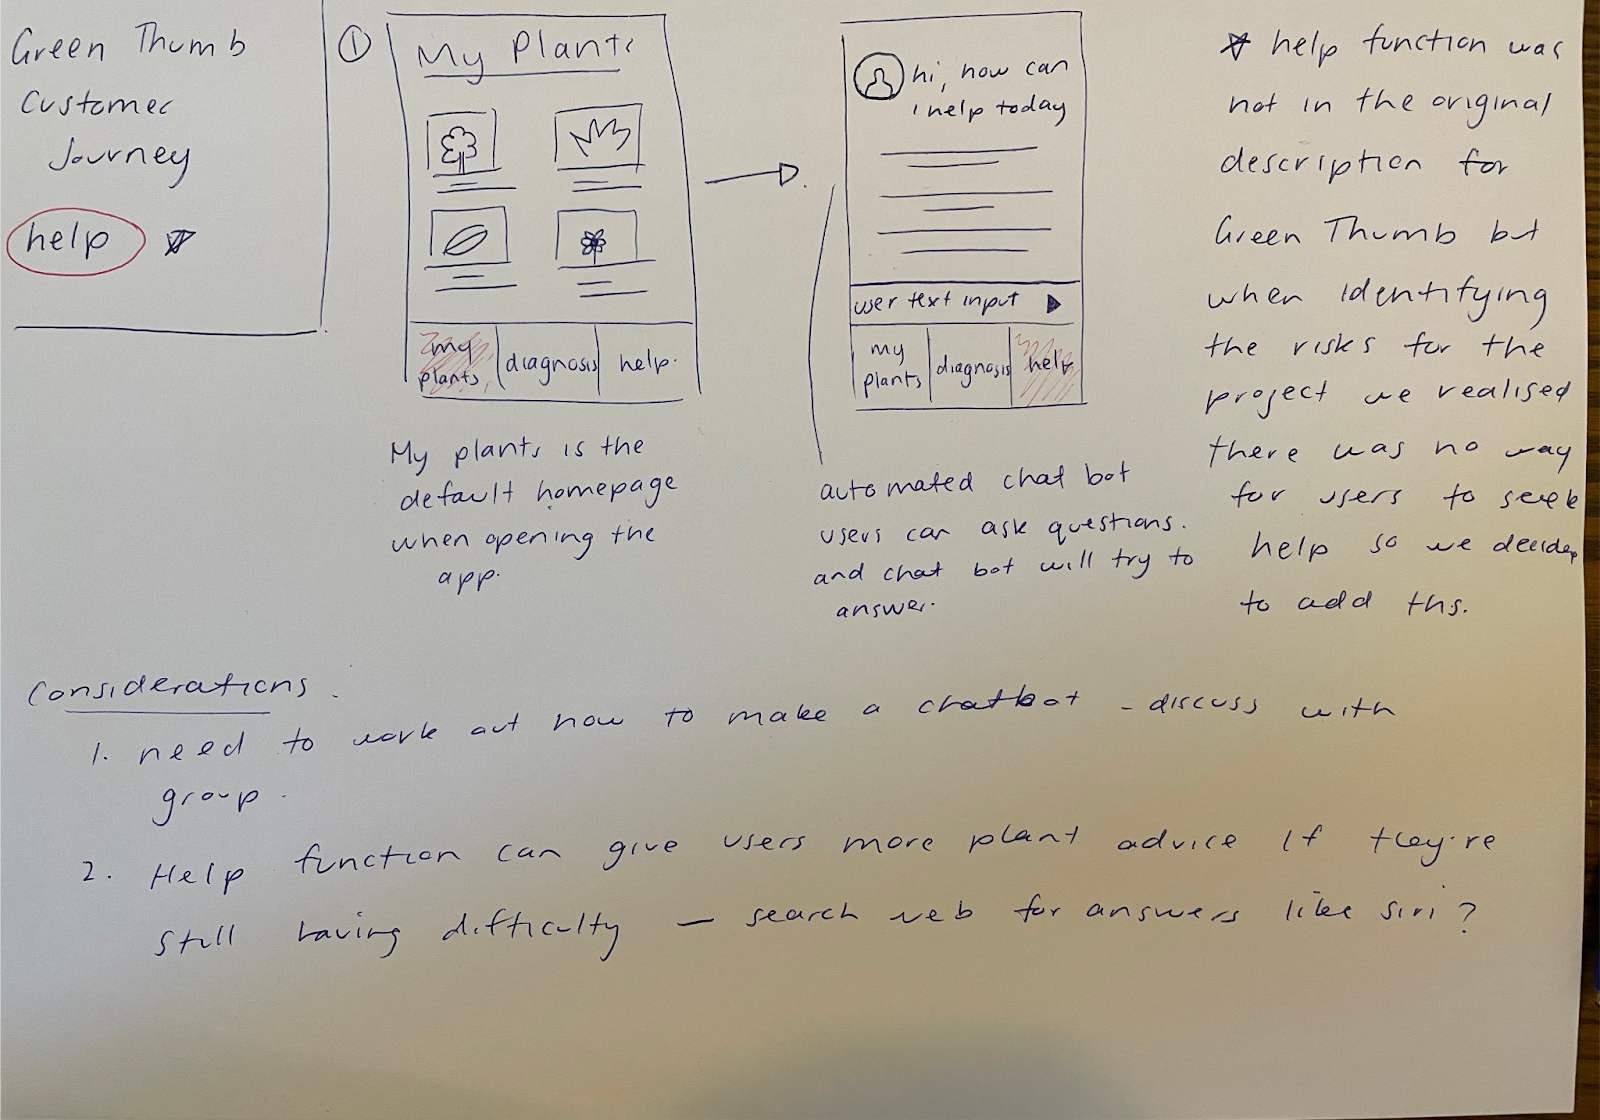 Green Thumb
Customer
Journey
help
1
My Plants
my
plants
diagnosis
help.
My plants is the
default homepage
when opening the
app.
hi, how can
i help today
user text input
my
plants
diagnosis
help
automated chat bot
users can ask questions.
and chat bot will try to
answer.
help function was
not in the original
description for
Green Thumb but
when identifying
the risks for the
project we realised
there was no way
for users to seek
help so we decided
to add ths.
Considerations.
1. need to work out how to make a chatbot - discuss with
group.
2. Help function can give users more plant advice if they're
still having difficulty – search web for answers like siri?